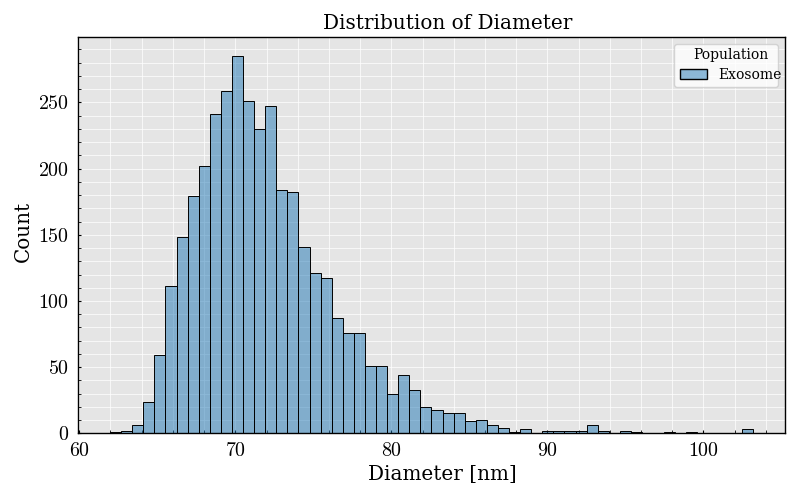 Distribution of Diameter
Population
Exosome
250
200
150
100
50
0
Count
60 70 80 90 100
Diameter [nm]